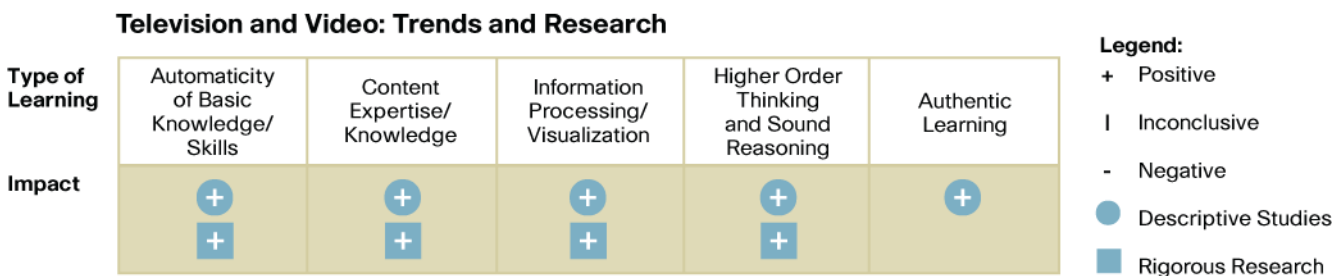 Television and Video: Trends and Research
Type of
Learning
Automaticity
of Basic
Knowledge/
Skills
Content
Expertise/
Knowledge
Information
Processing/
Visualization
Higher Order
Thinking
and Sound
Reasoning
Authentic
Learning
Impact
+ + + + +
+ + + +
Legend:
+ Positive
I Inconclusive
- Negative
Descriptive Studies
Rigorous Research